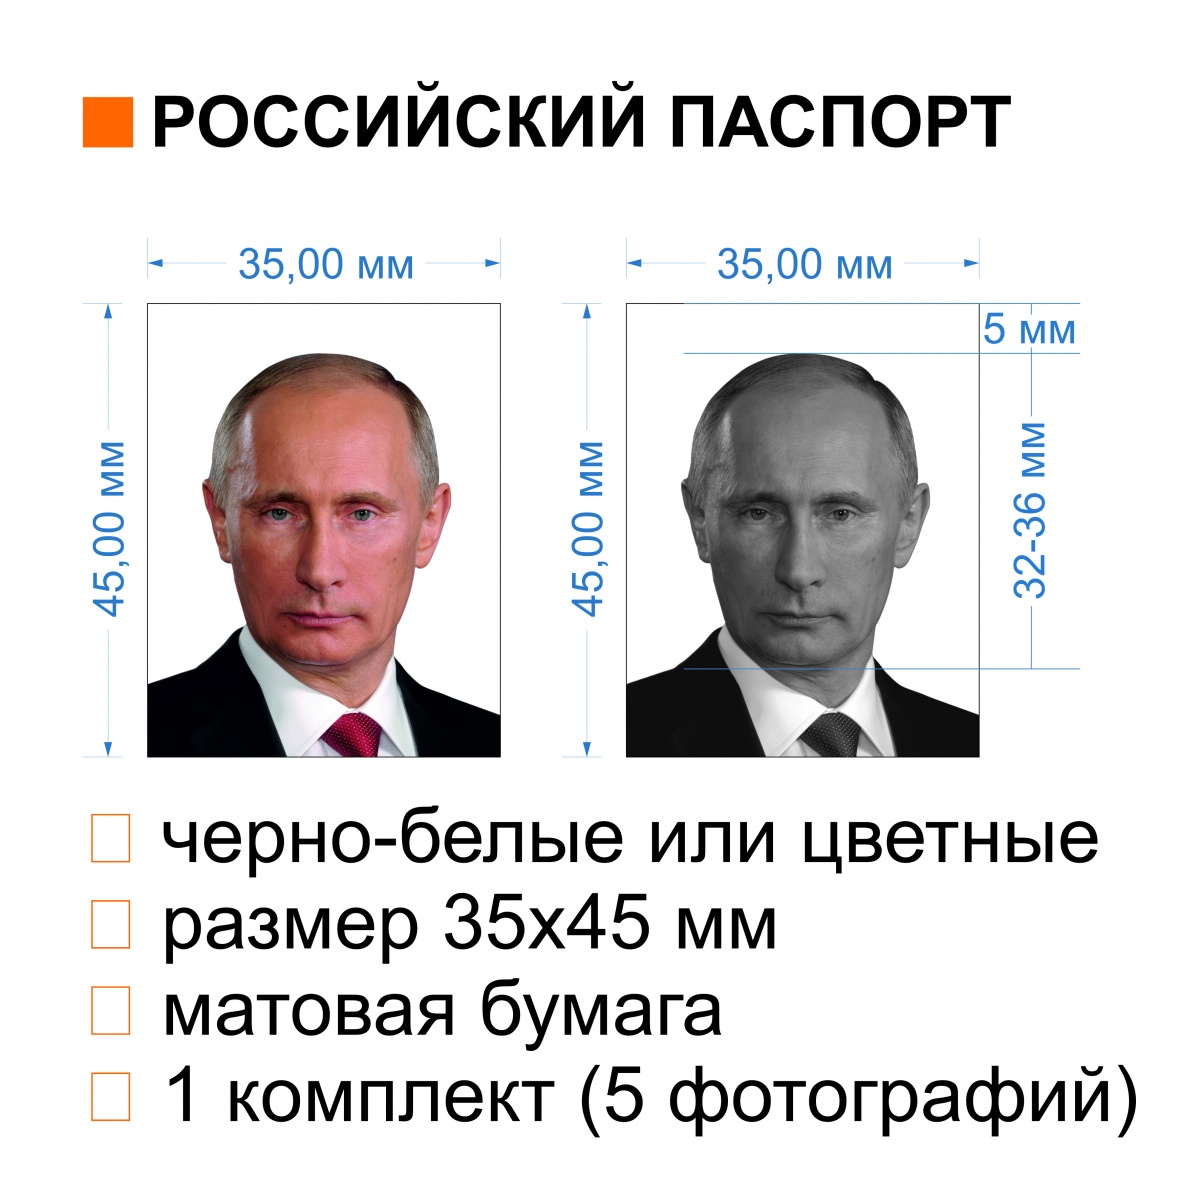 РОССИЙСКИЙ ПАСПОРТ
35,00 мм
35,00 мм
5 мм
45,00 мм
45,00 мм
32-36 мм
черно-белые или цветные
размер 35х45 мм
матовая бумага
1 комплект (5 фотографий)